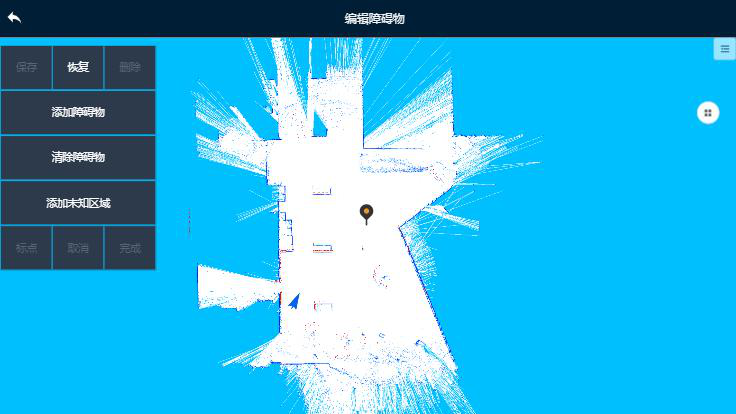 编辑障碍物
保存 恢复 删除
添加障碍物
清除障碍物
添加未知区域
标点 取消 完成